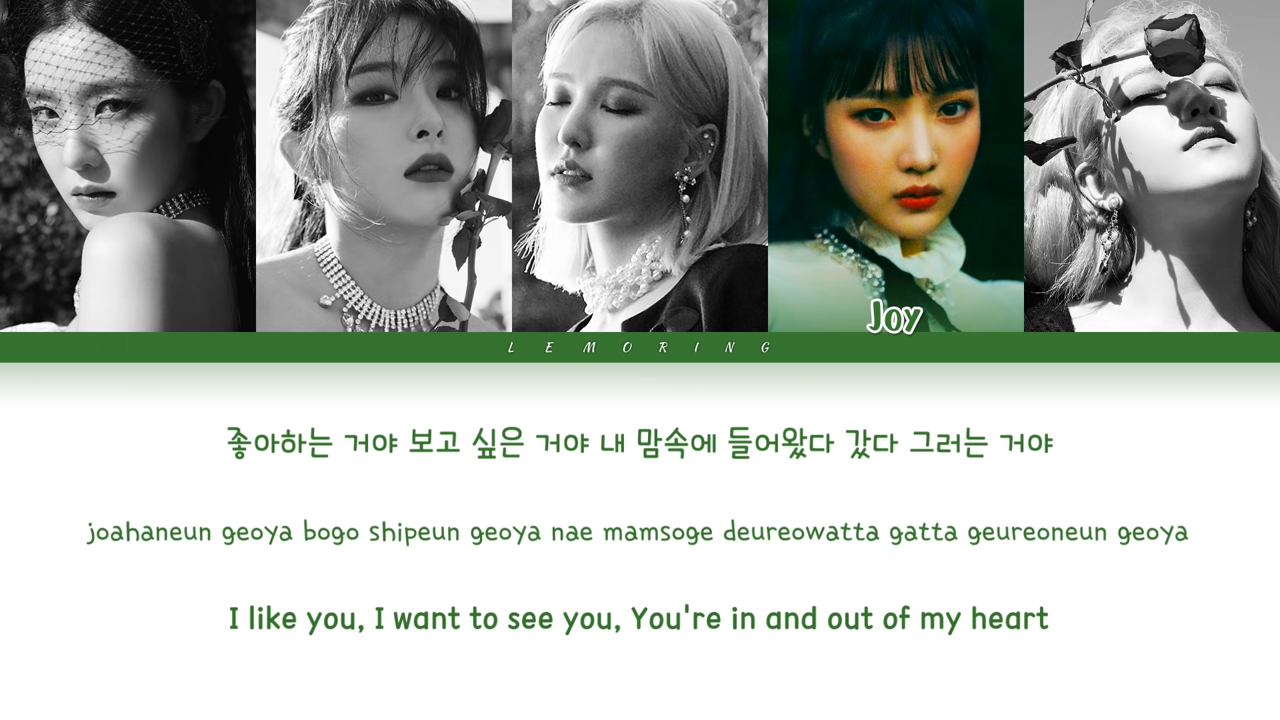 Joy
LEMORING
좋아하는 거야 보고 싶은 거야 내 맘속에 들어왔다 갔다 그러는 거야
joahaneun geoya bogo shipeun geoya nae mamsoge deureowatta gatta geureoneun geoya
I like you, I want to see you, You're in and out of my heart